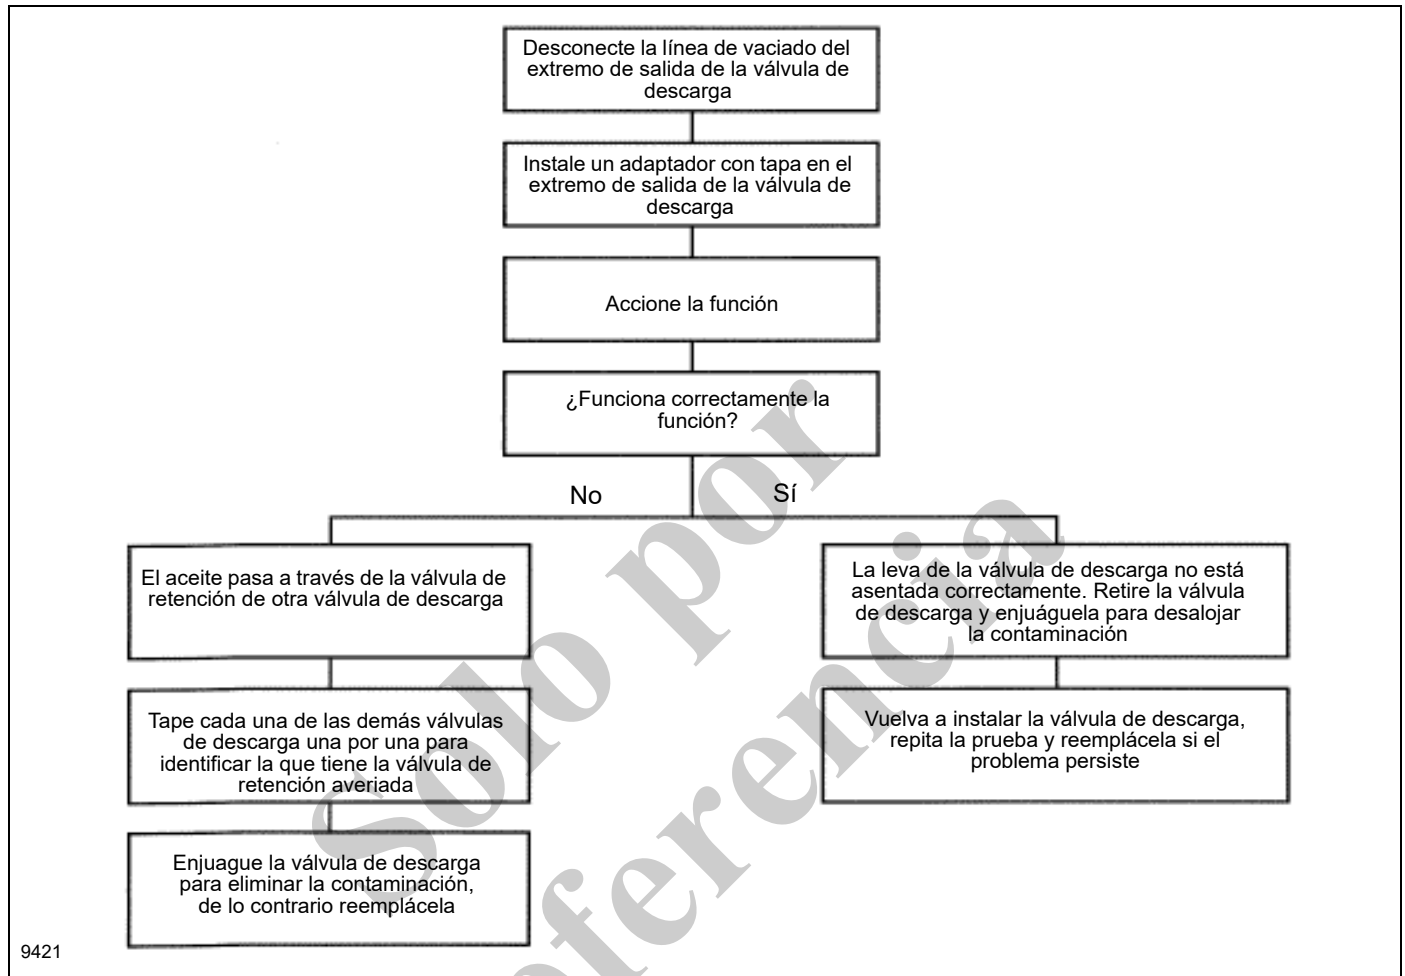 Desconecte la línea de vaciado del
extremo de salida de la válvula de
descarga
Instale un adaptador con tapa en el
extremo de salida de la válvula de
descarga
Accione la función
¿Funciona correctamente la
función?
No
Sí
El aceite pasa a través de la válvula de
retención de otra válvula de descarga
La leva de la válvula de descarga no está
asentada correctamente. Retire la válvula
de descarga y enjuáguela para desalojar
la contaminación
Tape cada una de las demás válvulas
de descarga una por una para
identificar la que tiene la válvula de
retención averiada
Vuelva a instalar la válvula de descarga,
repita la prueba y reemplácela si el
problema persiste
Enjuague la válvula de descarga
para eliminar la contaminación,
de lo contrario reemplácela
9421
Solo por
referencia